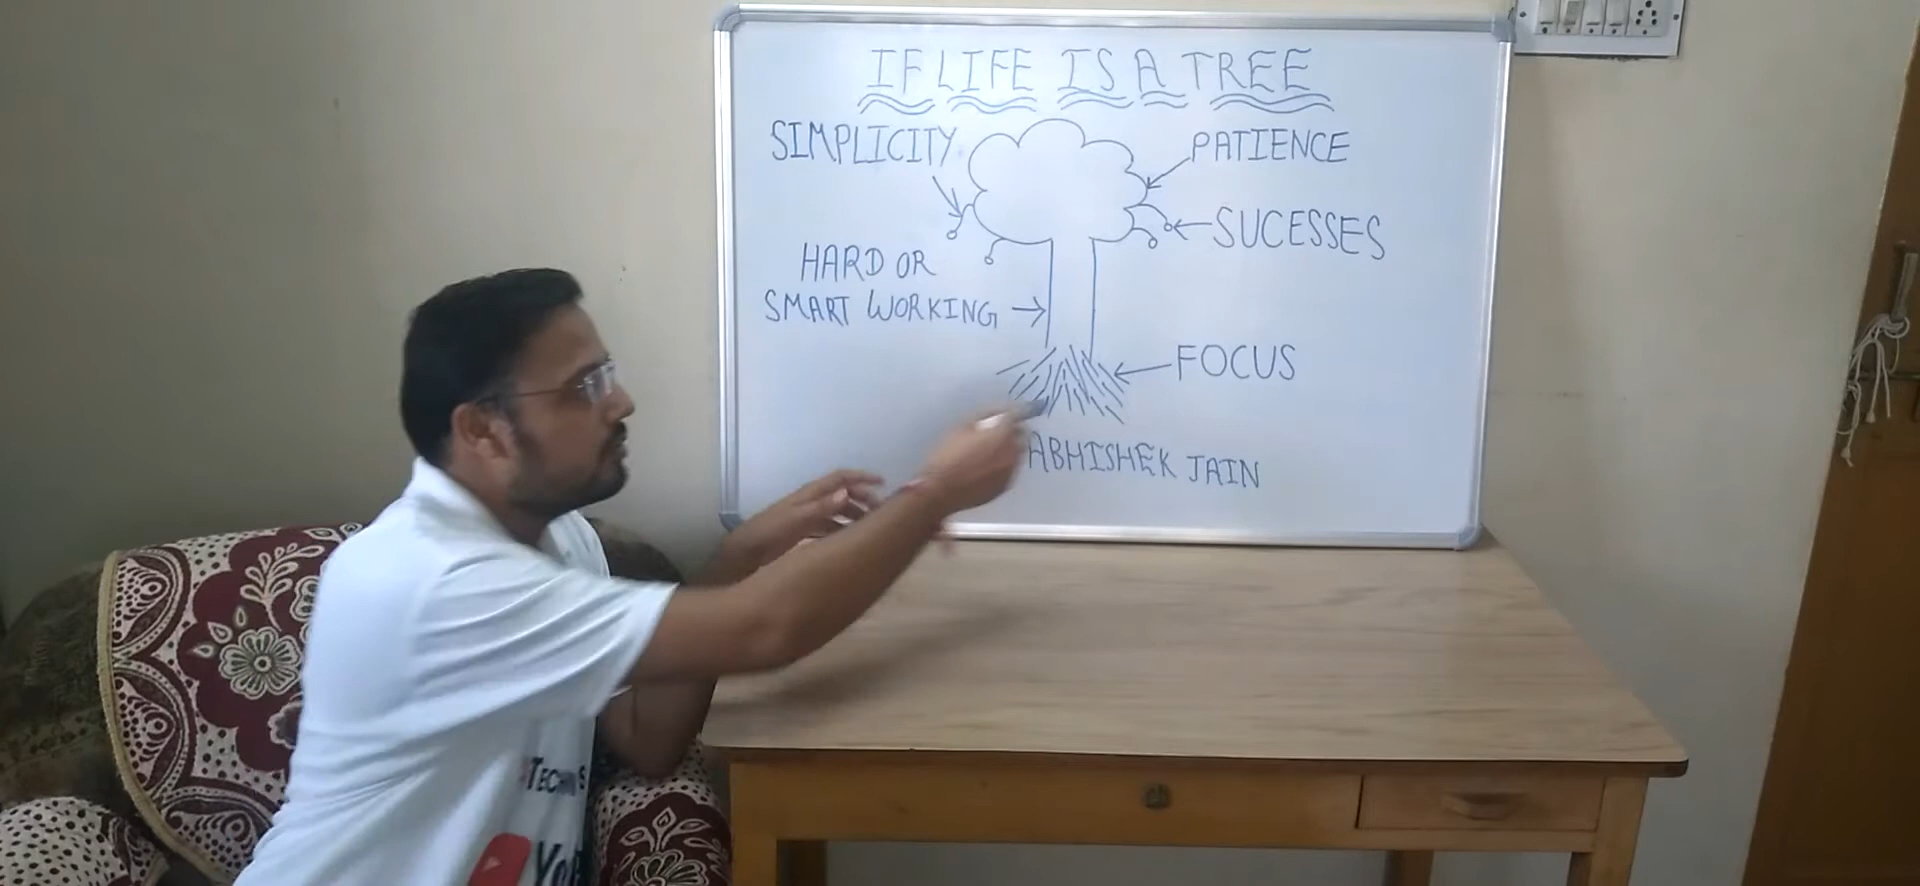 IF LIFE IS A TREE
SIMPLICITY
PATIENCE
SUCESSES
HARD OR
SMART WORKING
FOCUS
ABHISHEK JAIN